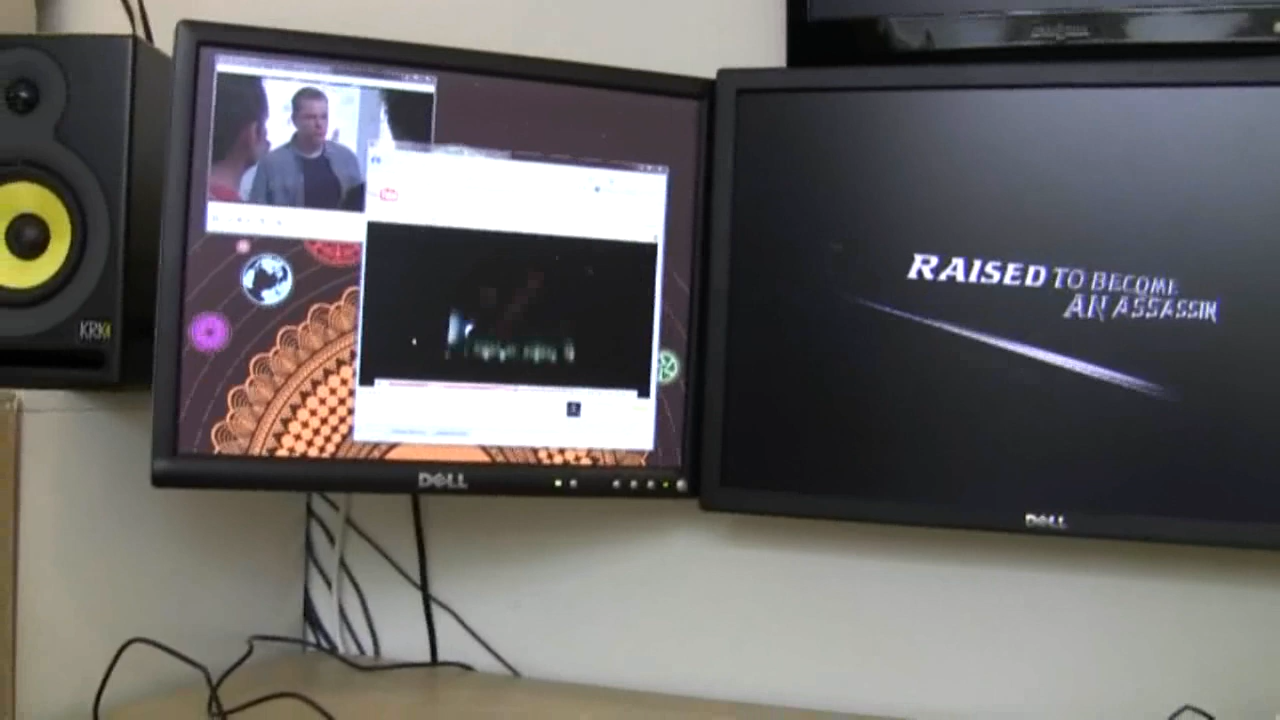 KRK
DELL
RAISED TO BECOME
AN ASSASSIN
DELL